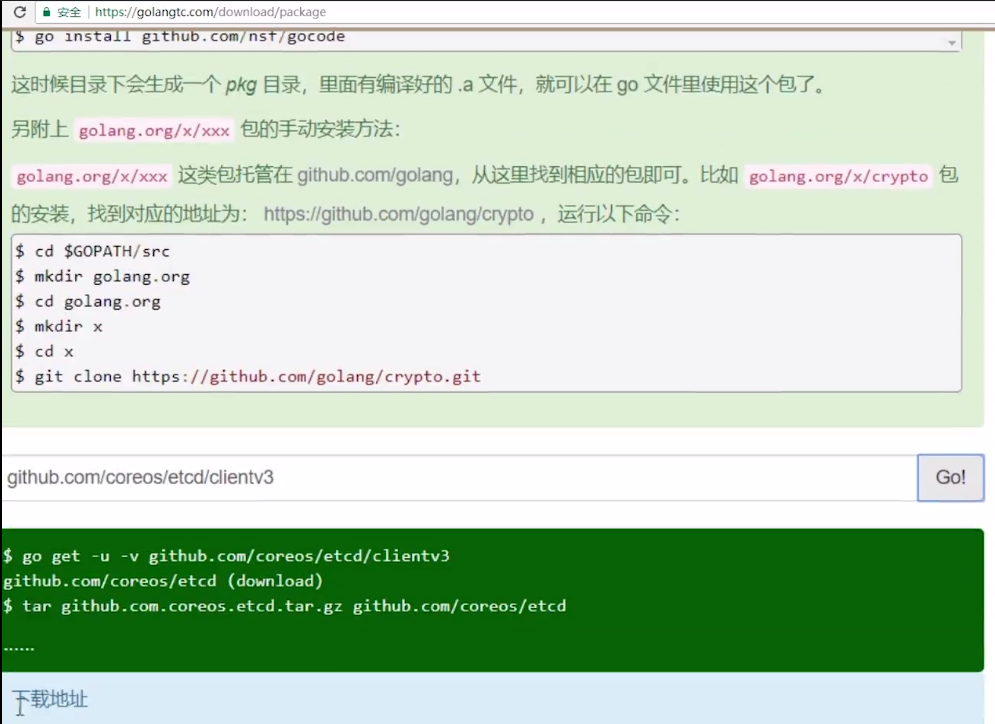 安全 https://golangtc.com/download/package
$ go install github.com/nsf/gocode
这时候目录下会生成一个 pkg 目录，里面有编译好的 .a 文件，就可以在 go 文件里使用这个包了。
另附上 golang.org/x/xxx 包的手动安装方法：
golang.org/x/xxx 这类包托管在 github.com/golang，从这里找到相应的包即可。比如 golang.org/x/crypto 包
的安装，找到对应的地址为： https://github.com/golang/crypto ，运行以下命令：
$ cd $GOPATH/src
$ mkdir golang.org
$ cd golang.org
$ mkdir x
$ cd x
$ git clone https://github.com/golang/crypto.git
github.com/coreos/etcd/clientv3 Go!
$ go get -u -v github.com/coreos/etcd/clientv3
github.com/coreos/etcd (download)
$ tar github.com.coreos.etcd.tar.gz github.com/coreos/etcd
......
下载地址